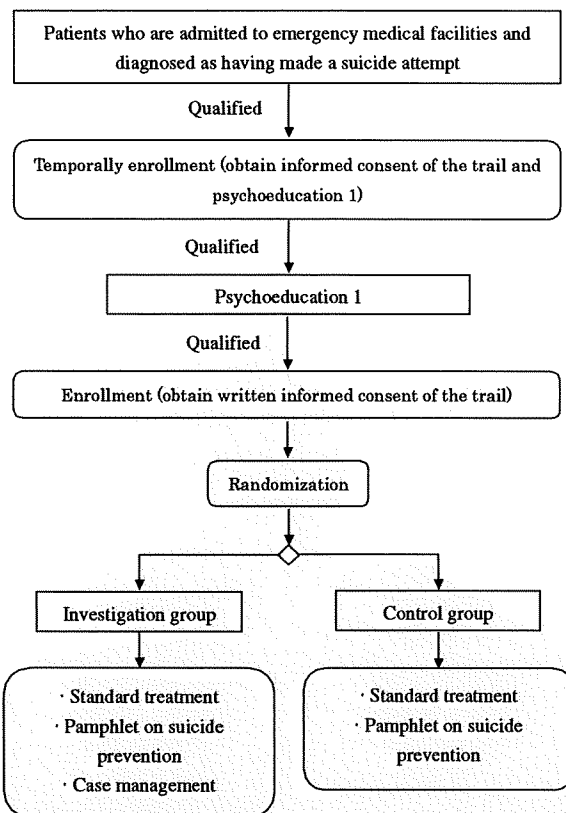 Patients who are admitted to emergency medical facilities and
diagnosed as having made a suicide attempt
Qualified
Temporally enrollment (obtain informed consent of the trail and
psychoeducation 1)
Qualified
Psychoeducation 1
Qualified
Enrollment (obtain written informed consent of the trail)
Randomization
Investigation group
Control group
· Standard treatment
· Pamphlet on suicide
prevention
· Case management
· Standard treatment
· Pamphlet on suicide
prevention